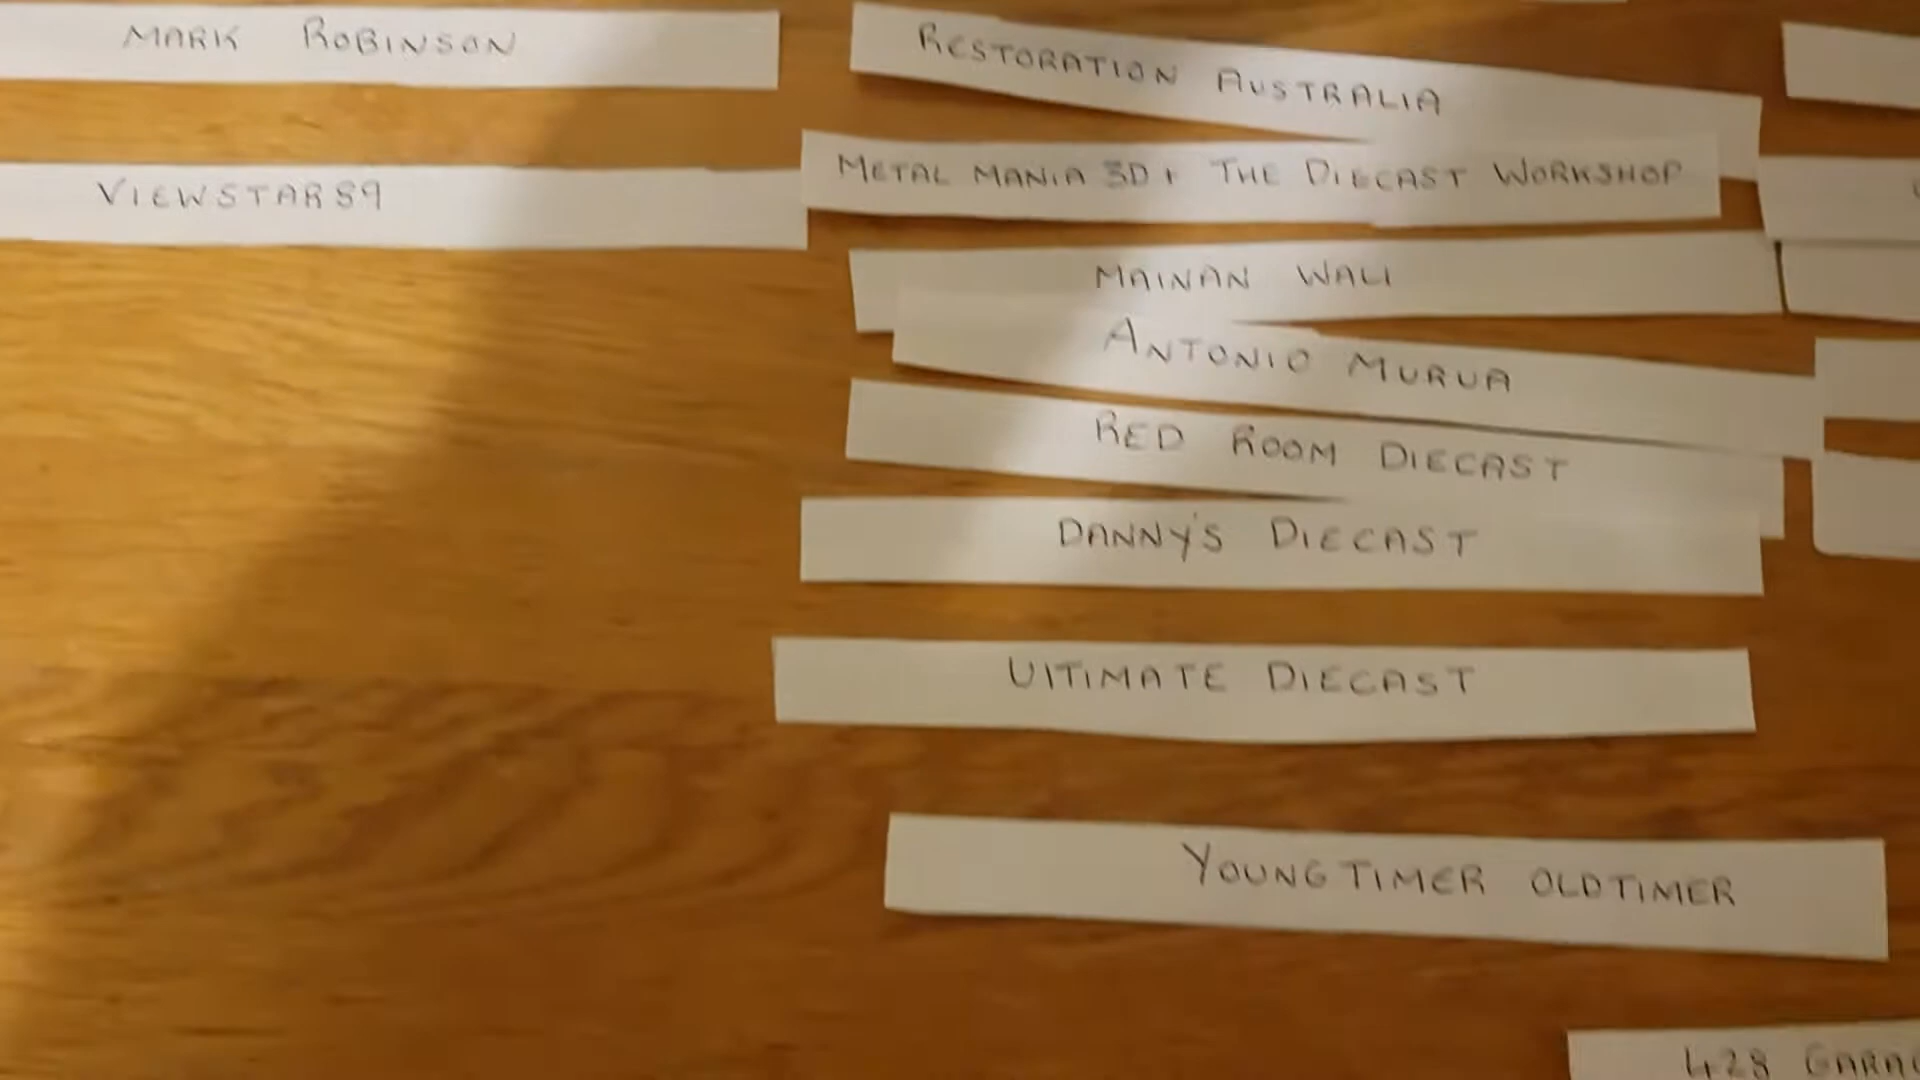 MARK ROBINSON
VIEWSTAR89
RESTORATION AUSTRALIA
METAL MANIA 3D + THE DIECAST WORKSHOP
MAINAN WALI
ANTONIO MURUA
RED ROOM DIECAST
DANNY'S DIECAST
ULTIMATE DIECAST
YOUNGTIMER OLDTIMER
428